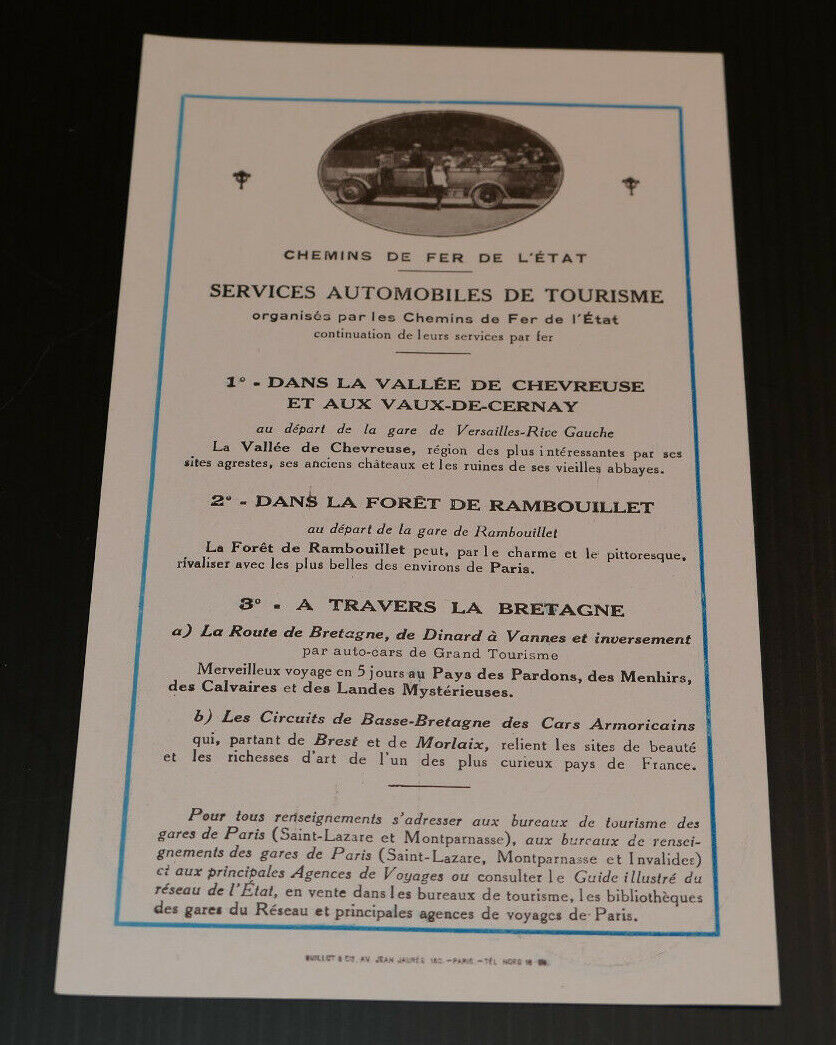 CHEMINS DE FER DE L'ÉTAT
SERVICES AUTOMOBILES DE TOURISME
organisés par les Chemins de Fer de l'État
continuation de leurs services par fer
1° - DANS LA VALLÉE DE CHEVREUSE
ET AUX VAUX-DE-CERNAY
au départ de la gare de Versailles-Rive Gauche
La Vallée de Chevreuse, région des plus intéressantes par ses
sites agrestes, ses anciens châteaux et les ruines de ses vieilles abbayes.
2° - DANS LA FORÊT DE RAMBOUILLET
au départ de la gare de Rambouillet
La Forêt de Rambouillet peut, par le charme et le pittoresque,
rivaliser avec les plus belles des environs de Paris.
3° - A TRAVERS LA BRETAGNE
a) La Route de Bretagne, de Dinard à Vannes et inversement
par auto-cars de Grand Tourisme
Merveilleux voyage en 5 jours au Pays des Pardons, des Menhirs,
des Calvaires et des Landes Mystérieuses.
b) Les Circuits de Basse-Bretagne des Cars Armoricains
qui, partant de Brest et de Morlaix, relient les sites de beauté
et les richesses d'art de l'un des plus curieux pays de France.
Pour tous renseignements s'adresser aux bureaux de tourisme des
gares de Paris (Saint-Lazare et Montparnasse), aux bureaux de rensei-
gnements des gares de Paris (Saint-Lazare, Montparnasse et Invalides)
et aux principales Agences de Voyages ou consulter le Guide illustré du
réseau de l'État, en vente dans les bureaux de tourisme, les bibliothèques
des gares du Réseau et principales agences de voyages de Paris.
& CIE, AV. JEAN JAURÈS, - PARIS - TÉL. NORD